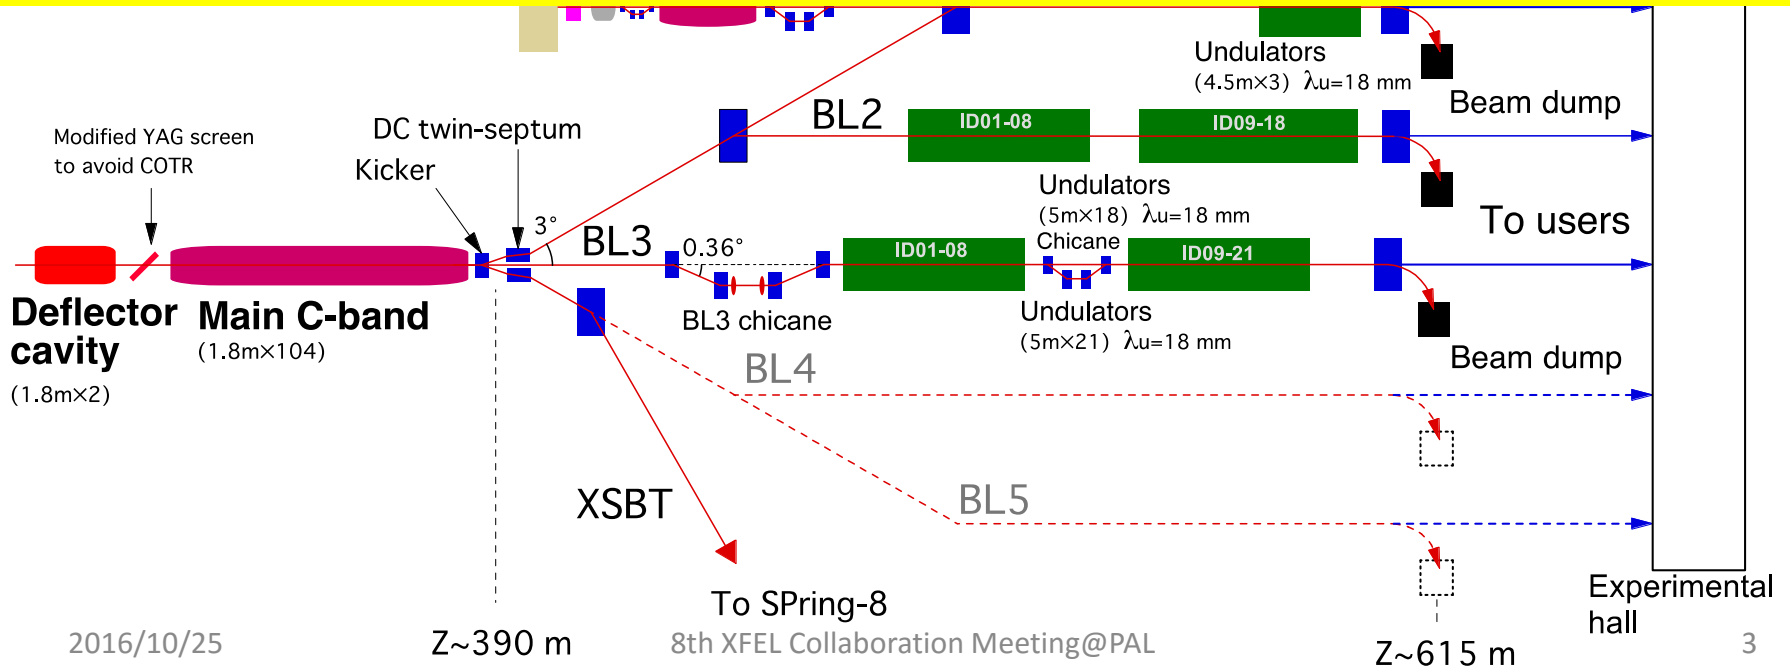 Undulators
(4.5m×3) λu=18 mm
Beam dump
BL2
ID01-08
ID09-18
Modified YAG screen
to avoid COTR
DC twin-septum
Kicker
Undulators
(5m×18) λu=18 mm
To users
3°
BL3
0.36°
ID01-08
Chicane
ID09-21
Deflector
cavity
(1.8m×2)
Main C-band
(1.8m×104)
BL3 chicane
Undulators
(5m×21) λu=18 mm
Beam dump
BL4
XSBT
BL5
To SPring-8
Experimental
hall
2016/10/25
Z~390 m
8th XFEL Collaboration Meeting@PAL
Z~615 m
3